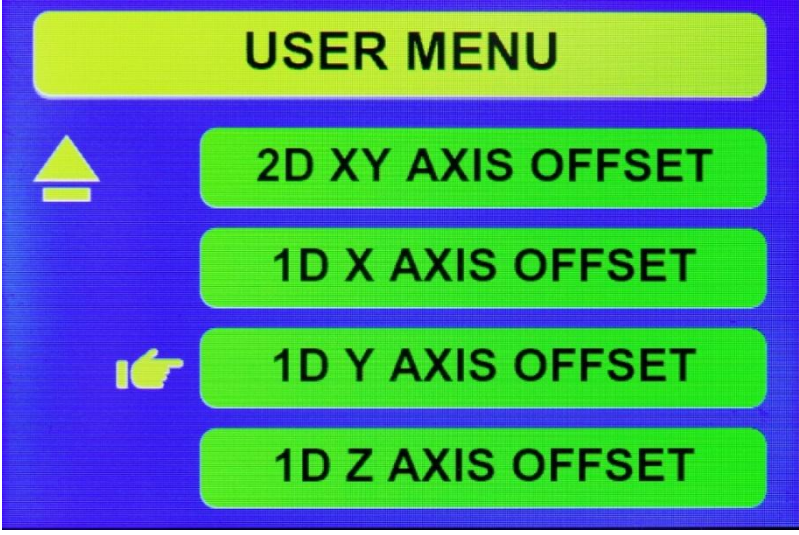 USER MENU
2D XY AXIS OFFSET
1D X AXIS OFFSET
1D Y AXIS OFFSET
1D Z AXIS OFFSET